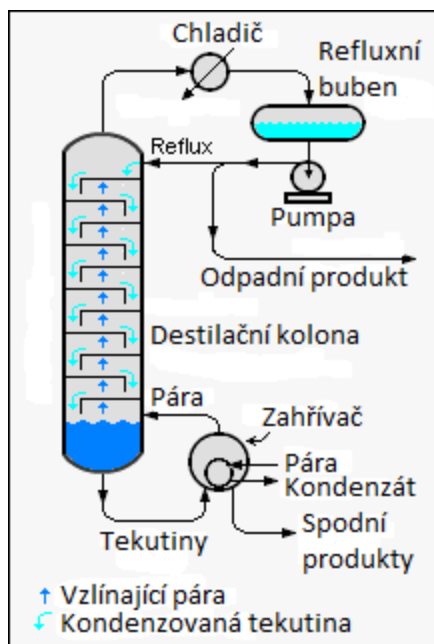 Chladič
Refluxní
buben
Reflux
Pumpa
Odpadní produkt
Destilační kolona
Pára
Zahřívač
Pára
Kondenzát
Tekutiny
Spodní
produkty
Vzlínající pára
Kondenzovaná tekutina